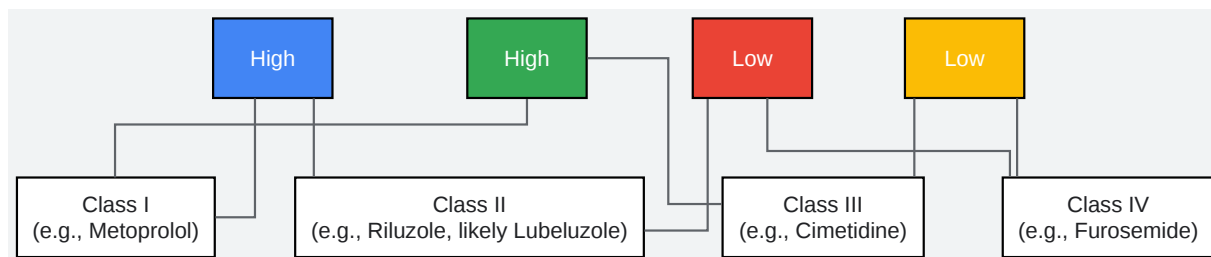 High
High
Low
Low
Class I
(e.g., Metoprolol)
Class II
(e.g., Riluzole, likely Lubeluzole)
Class III
(e.g., Cimetidine)
Class IV
(e.g., Furosemide)